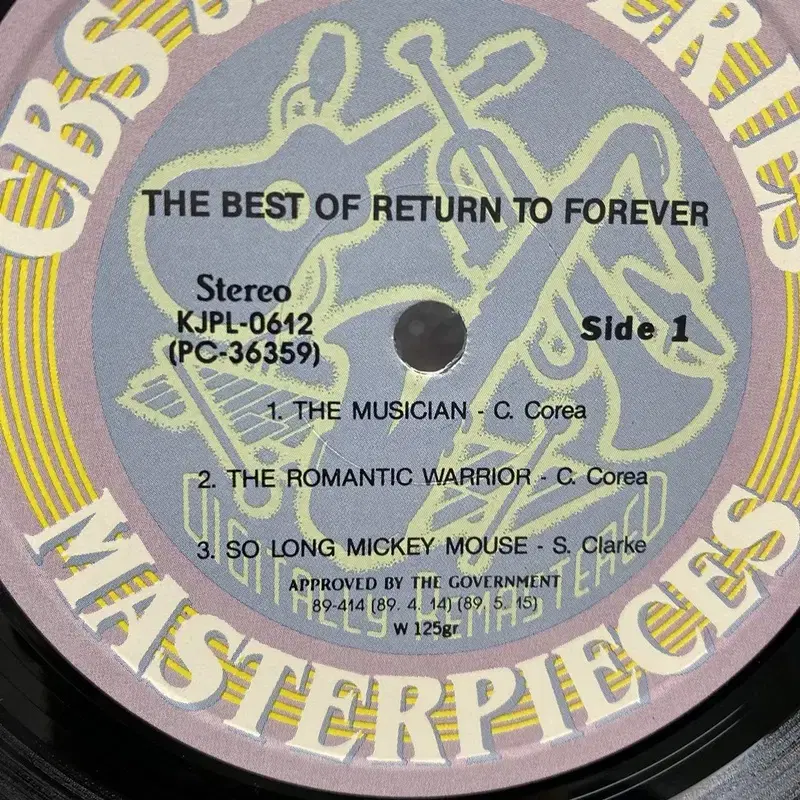 CBS
THE BEST OF RETURN TO FOREVER
Stereo
KJPL-0612
(PC-36359)
Side 1
1. THE MUSICIAN - C. Corea
2. THE ROMANTIC WARRIOR - C. Corea
3. SO LONG MICKEY MOUSE - S. Clarke
APPROVED BY THE GOVERNMENT
89-414 (89. 4. 14) (89. 5. 15)
W 125gr
DIGITALLY REMASTERED
MASTERPIECES